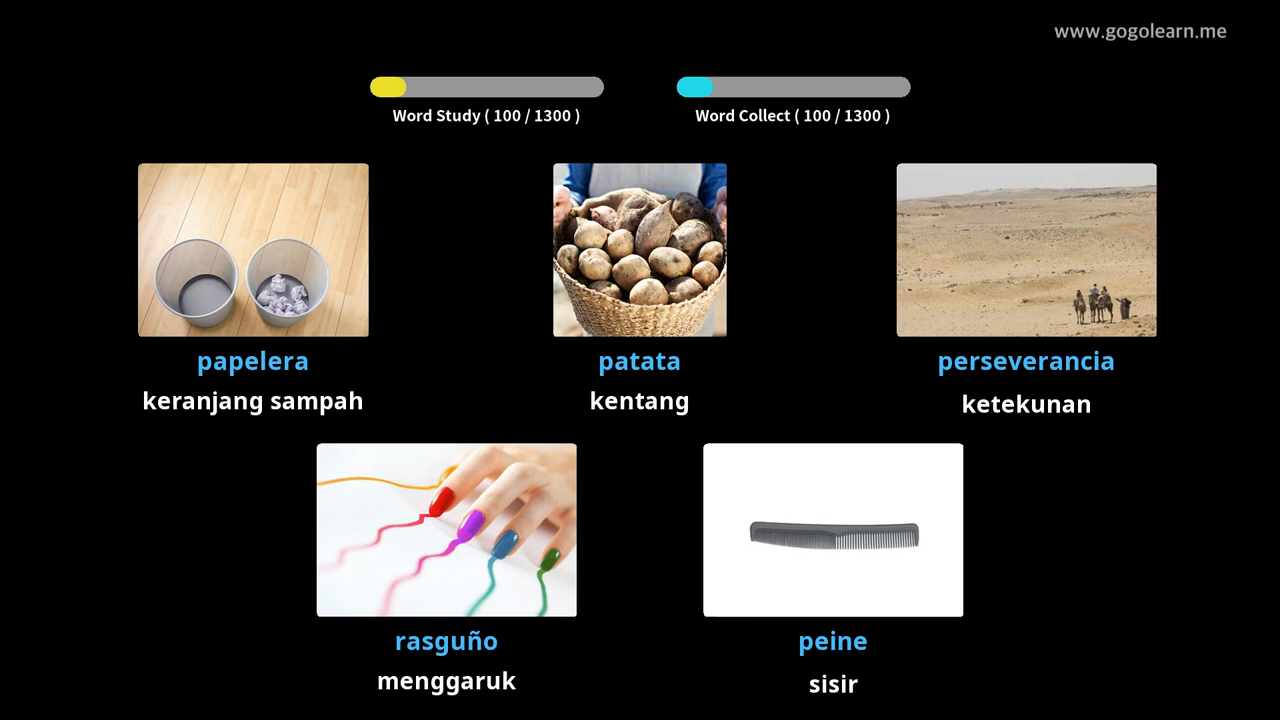 www.gogolearn.me
Word Study ( 100 / 1300 )
Word Collect ( 100 / 1300 )
papelera
keranjang sampah
patata
kentang
perseverancia
ketekunan
rasguño
menggaruk
peine
sisir